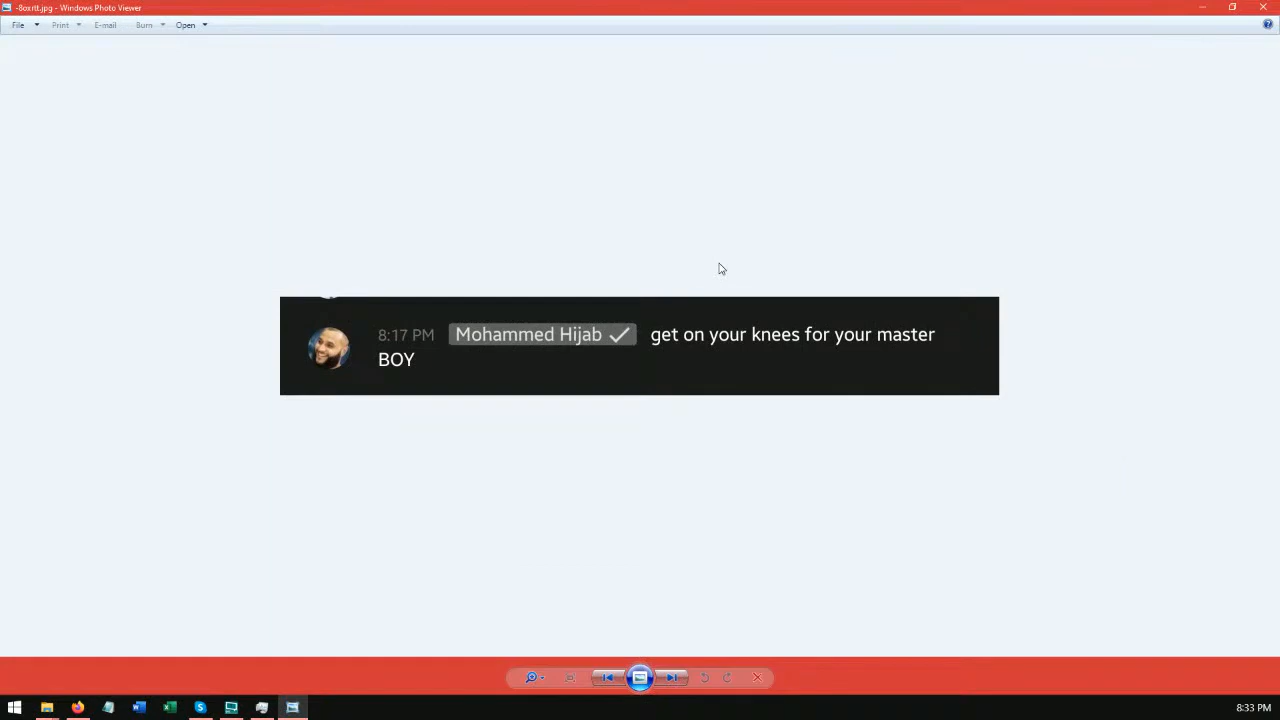 -8oxrtt.jpg - Windows Photo Viewer
File Print E-mail Burn Open
8:17 PM Mohammed Hijab get on your knees for your master
BOY
8:33 PM